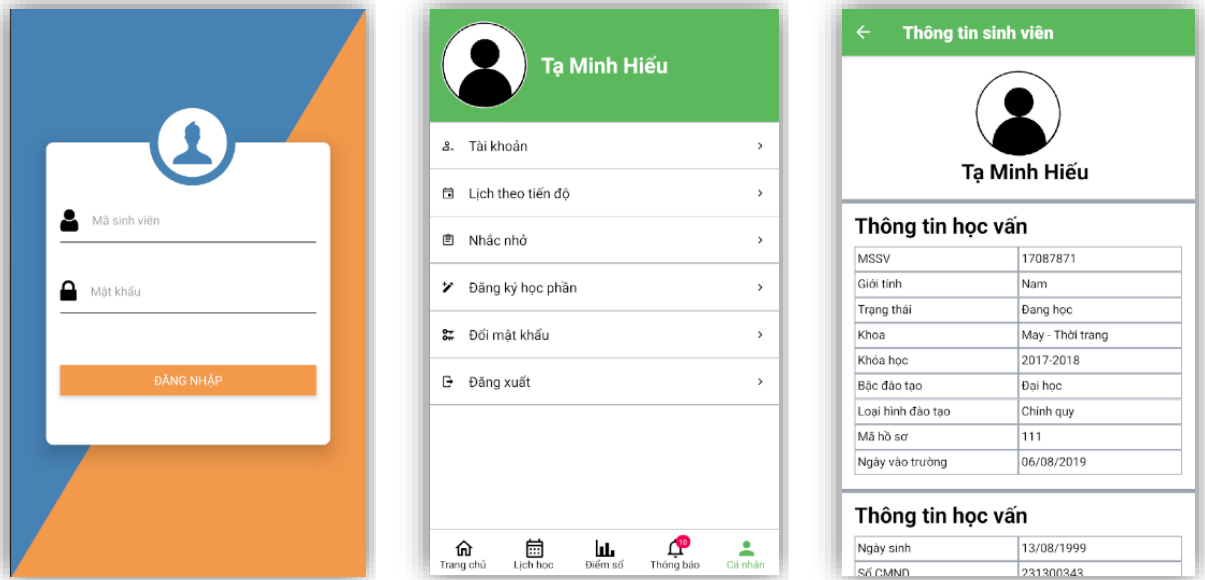 Mã sinh viên
Mật khẩu
ĐĂNG NHẬP
Tạ Minh Hiếu
Tài khoản
Lịch theo tiến độ
Nhắc nhở
Đăng ký học phần
Đổi mật khẩu
Đăng xuất
16
Trang chủ Lịch học Điểm số Thông báo Cá nhân
Thông tin sinh viên
Tạ Minh Hiếu
Thông tin học vấn
MSSV 17087871
Giới tính Nam
Trạng thái Đang học
Khoa May - Thời trang
Khóa học 2017-2018
Bậc đào tạo Đại học
Loại hình đào tạo Chính quy
Mã hồ sơ 111
Ngày vào trường 06/08/2019
Thông tin học vấn
Ngày sinh 13/08/1999
Số CMND 231300343